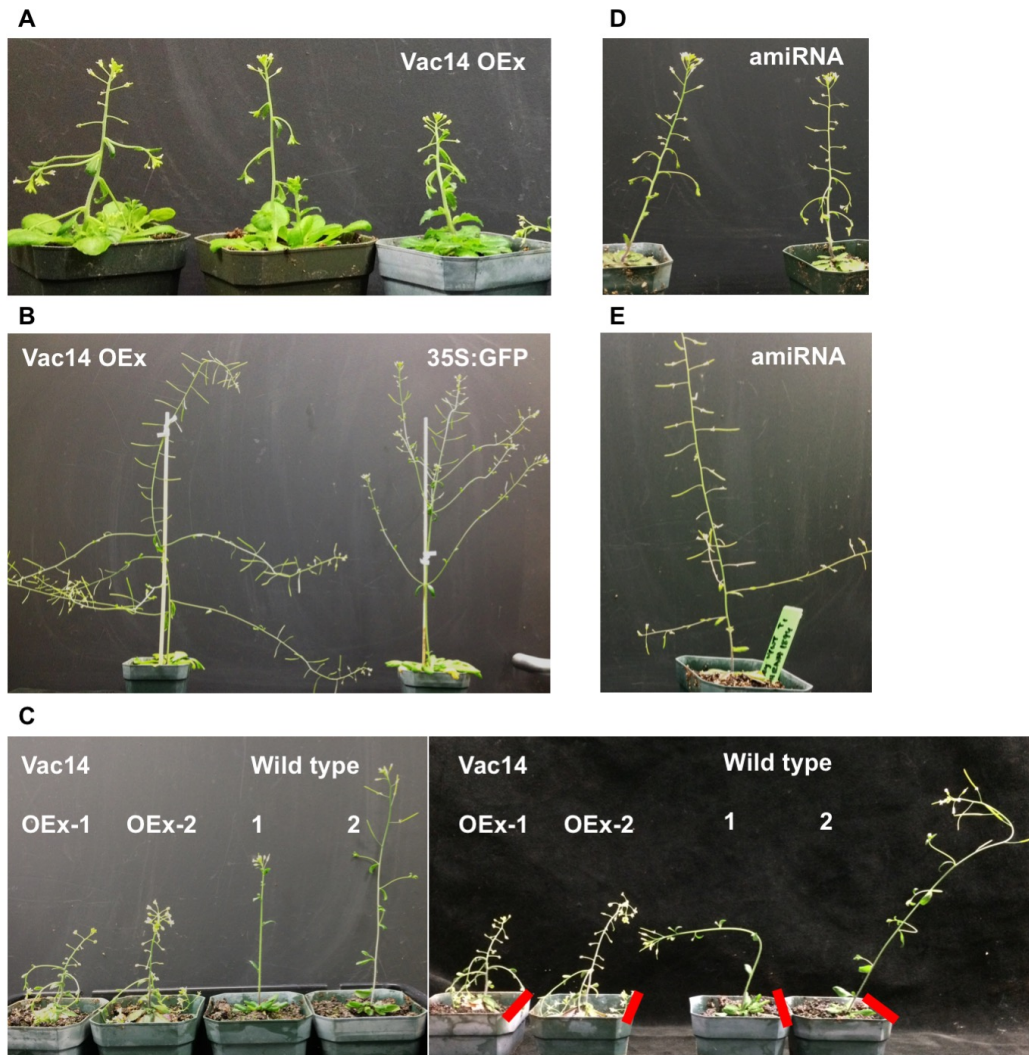 A
Vac14 OEx
D
amiRNA
B
Vac14 OEx
35S:GFP
E
amiRNA
C
Vac14
Wild type
OEx-1
OEx-2
1
2
Vac14
Wild type
OEx-1
OEx-2
1
2